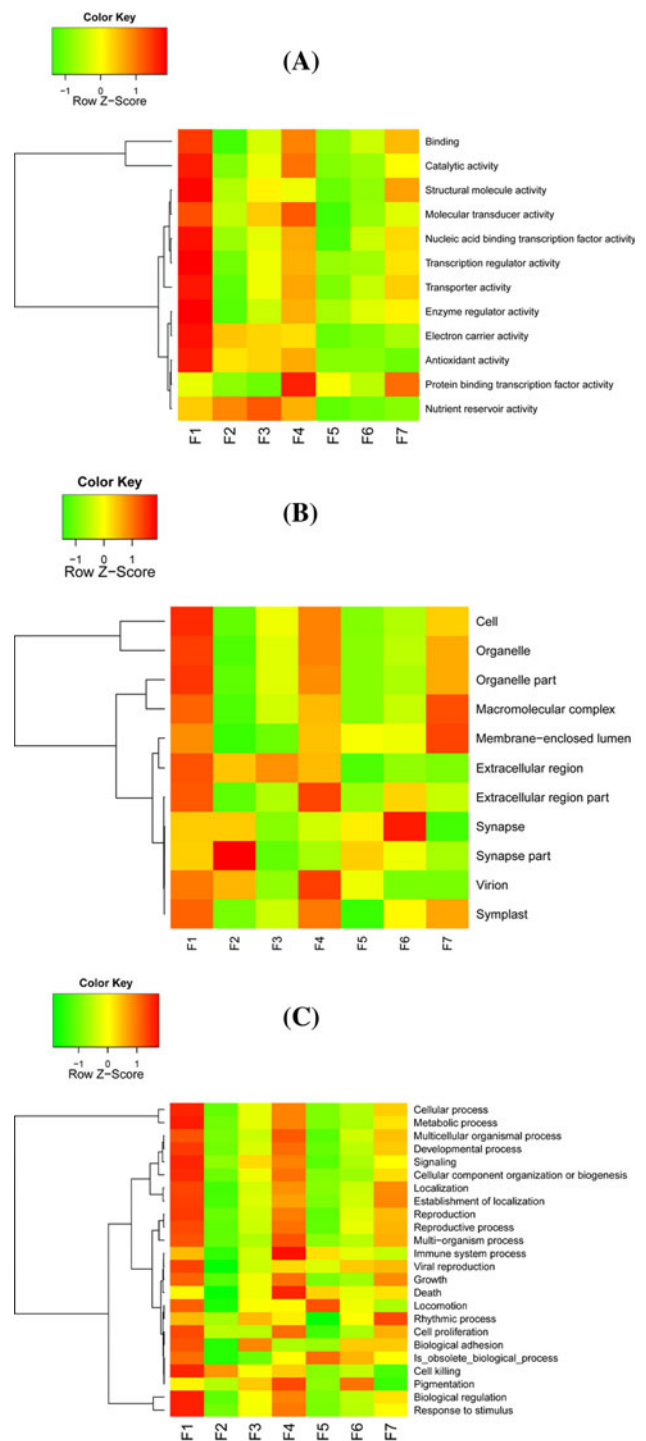 Color Key
(A)
−1 0 1
Row Z−Score
Binding
Catalytic activity
Structural molecule activity
Molecular transducer activity
Nucleic acid binding transcription factor activity
Transcription regulator activity
Transporter activity
Enzyme regulator activity
Electron carrier activity
Antioxidant activity
Protein binding transcription factor activity
Nutrient reservoir activity
F1 F2 F3 F4 F5 F6 F7
Color Key
(B)
−1 0 1
Row Z−Score
Cell
Organelle
Organelle part
Macromolecular complex
Membrane−enclosed lumen
Extracellular region
Extracellular region part
Synapse
Synapse part
Virion
Symplast
F1 F2 F3 F4 F5 F6 F7
Color Key
(C)
−1 0 1
Row Z−Score
Cellular process
Metabolic process
Multicellular organismal process
Developmental process
Signaling
Cellular component organization or biogenesis
Localization
Establishment of localization
Reproduction
Reproductive process
Multi−organism process
Immune system process
Viral reproduction
Growth
Death
Locomotion
Rhythmic process
Cell proliferation
Biological adhesion
Is_obsolete_biological_process
Cell killing
Pigmentation
Biological regulation
Response to stimulus
F1 F2 F3 F4 F5 F6 F7